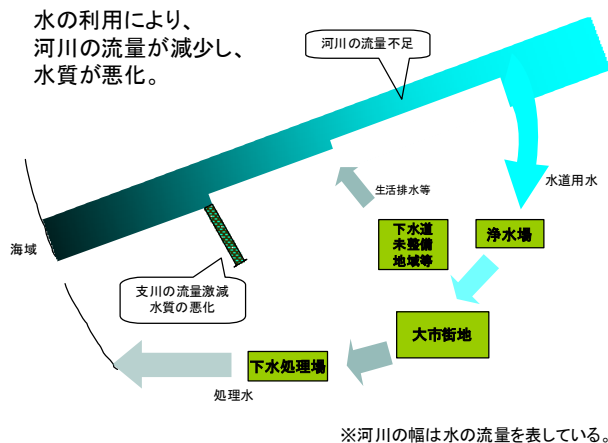 水の利用により、
河川の流量が減少し、
水質が悪化。
河川の流量不足
水道用水
生活排水等
下水道
未整備
地域等
浄水場
海域
支川の流量激減
水質の悪化
大市街地
下水処理場
処理水
※河川の幅は水の流量を表している。